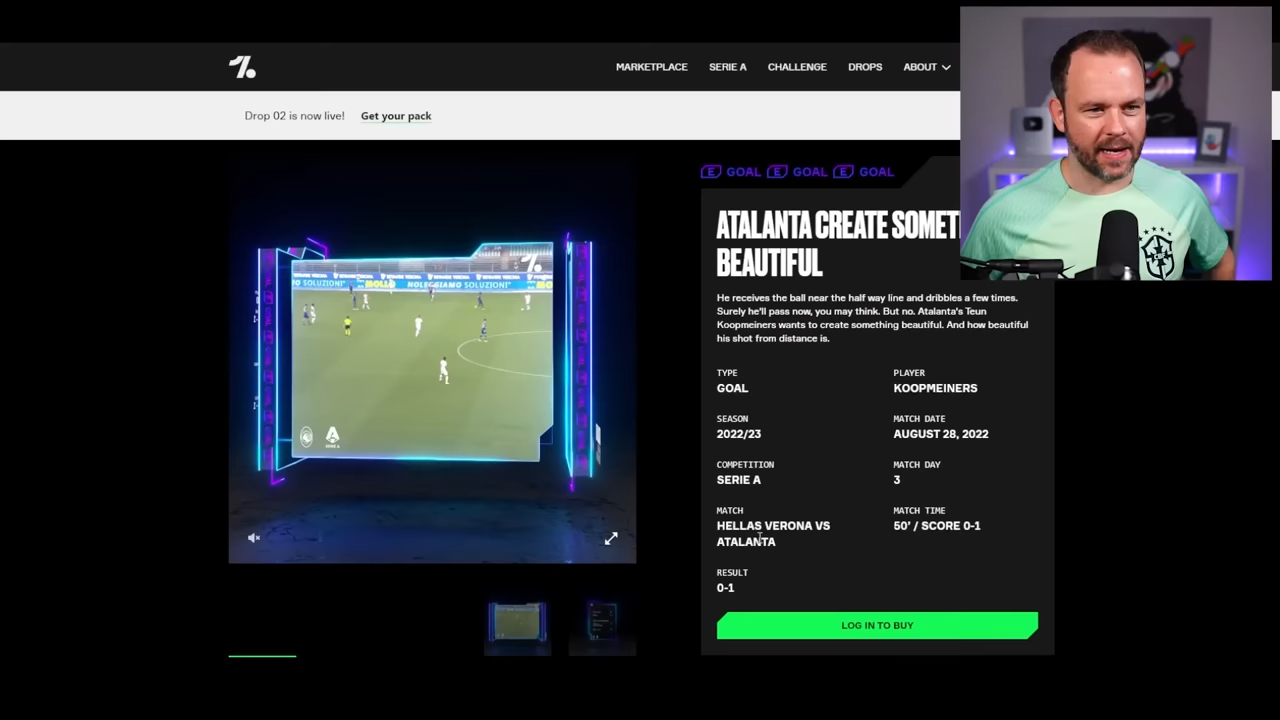 MARKETPLACE SERIE A CHALLENGE DROPS ABOUT
Drop 02 is now live! Get your pack
E GOAL E GOAL E GOAL
ATALANTA CREATE SOMET
BEAUTIFUL
He receives the ball near the half way line and dribbles a few times.
Surely he'll pass now, you may think. But no. Atalanta's Teun
Koopmeiners wants to create something beautiful. And how beautiful
his shot from distance is.
TYPE PLAYER
GOAL KOOPMEINERS
SEASON MATCH DATE
2022/23 AUGUST 28, 2022
COMPETITION MATCH DAY
SERIE A 3
MATCH MATCH TIME
HELLAS VERONA VS 50' / SCORE 0-1
ATALANTA
RESULT
0-1
LOG IN TO BUY
SOLUZIONI' MOLLO NOLEGGIAMO SOLUZIONI'